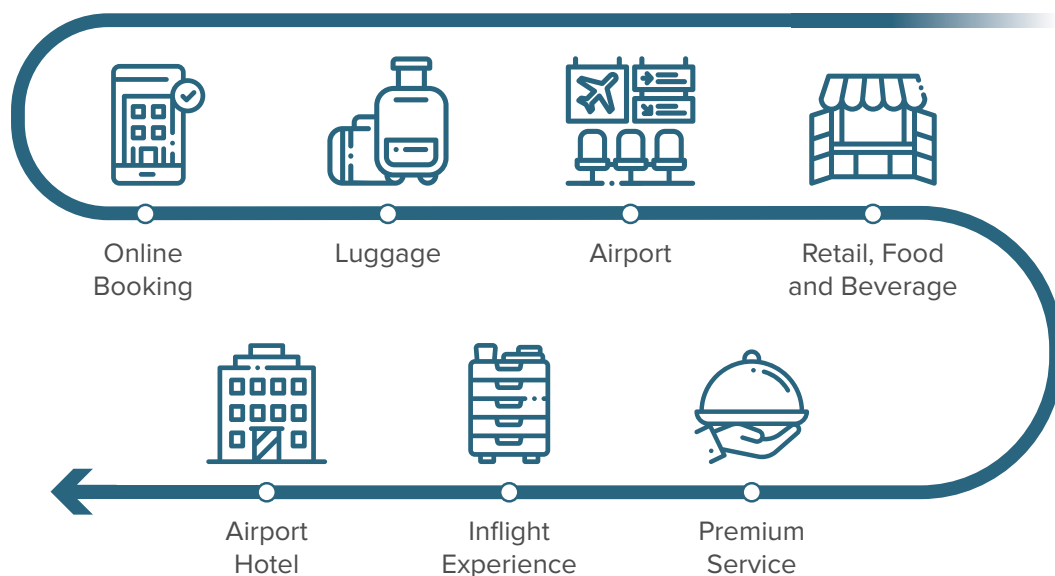 Online
Booking
Luggage
Airport
Retail, Food
and Beverage
Premium
Service
Inflight
Experience
Airport
Hotel